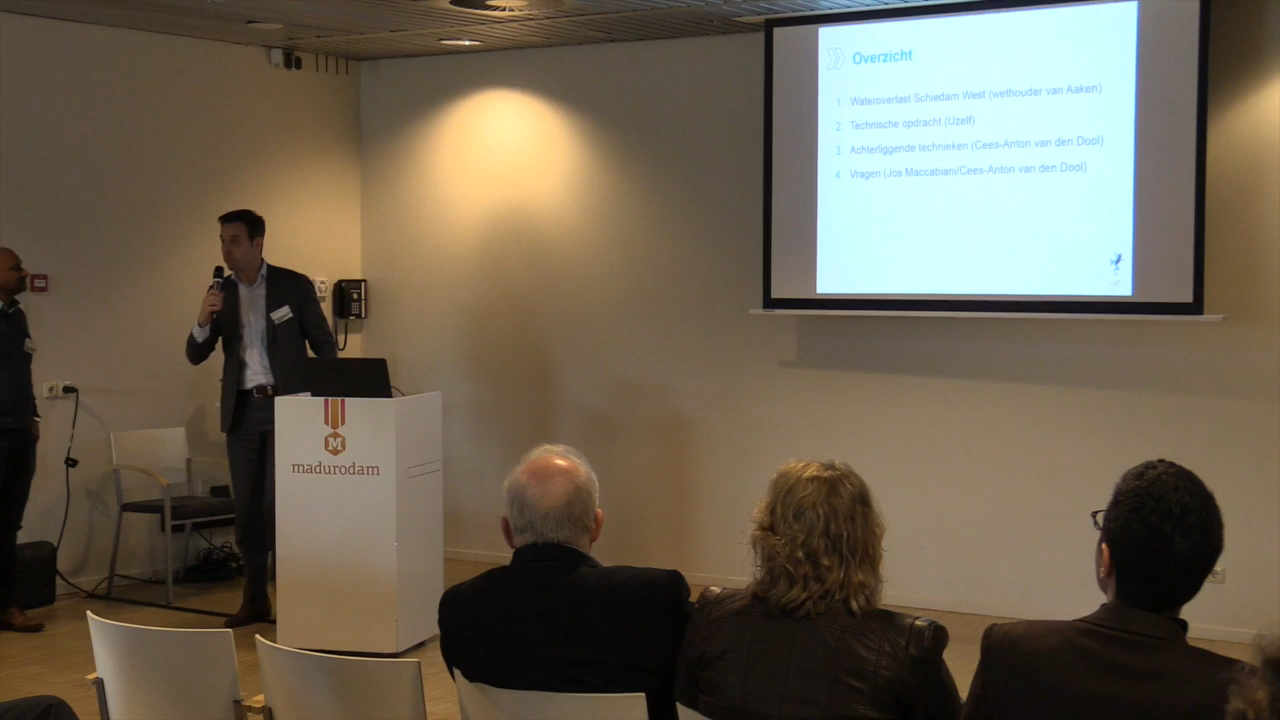 Overzicht
1. Wateroverlast Schiedam West (wethouder van Aaken)
2. Technische opdracht (Uzelf)
3. Achterliggende technieken (Cees-Anton van den Dool)
4. Vragen (Jos Maccabiani/Cees-Anton van den Dool)
M
madurodam